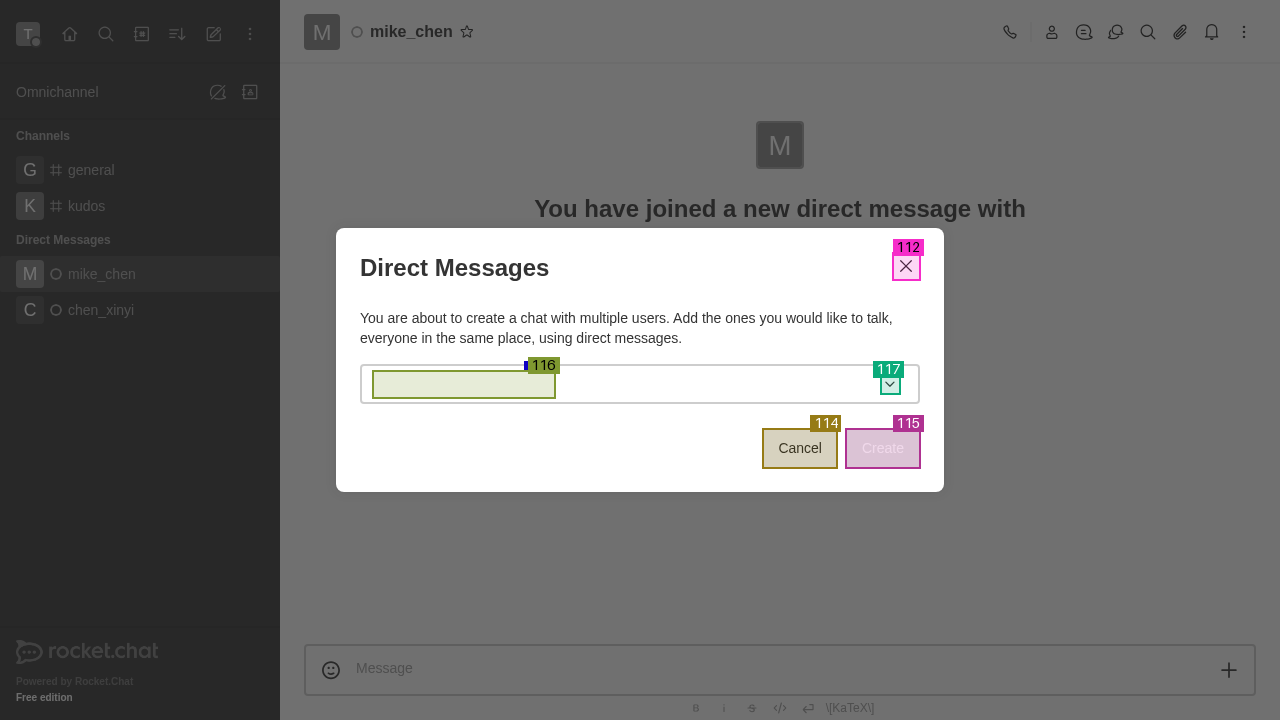 T
Omnichannel
Channels
G general
K kudos
Direct Messages
M mike_chen
C chen_xinyi
rocket.chat
Powered by Rocket.Chat
Free edition
M mike_chen
M
You have joined a new direct message with
112
Direct Messages
You are about to create a chat with multiple users. Add the ones you would like to talk,
everyone in the same place, using direct messages.
116
117
114
115
Cancel
Create
Message
B i S </> \[KaTeX\]